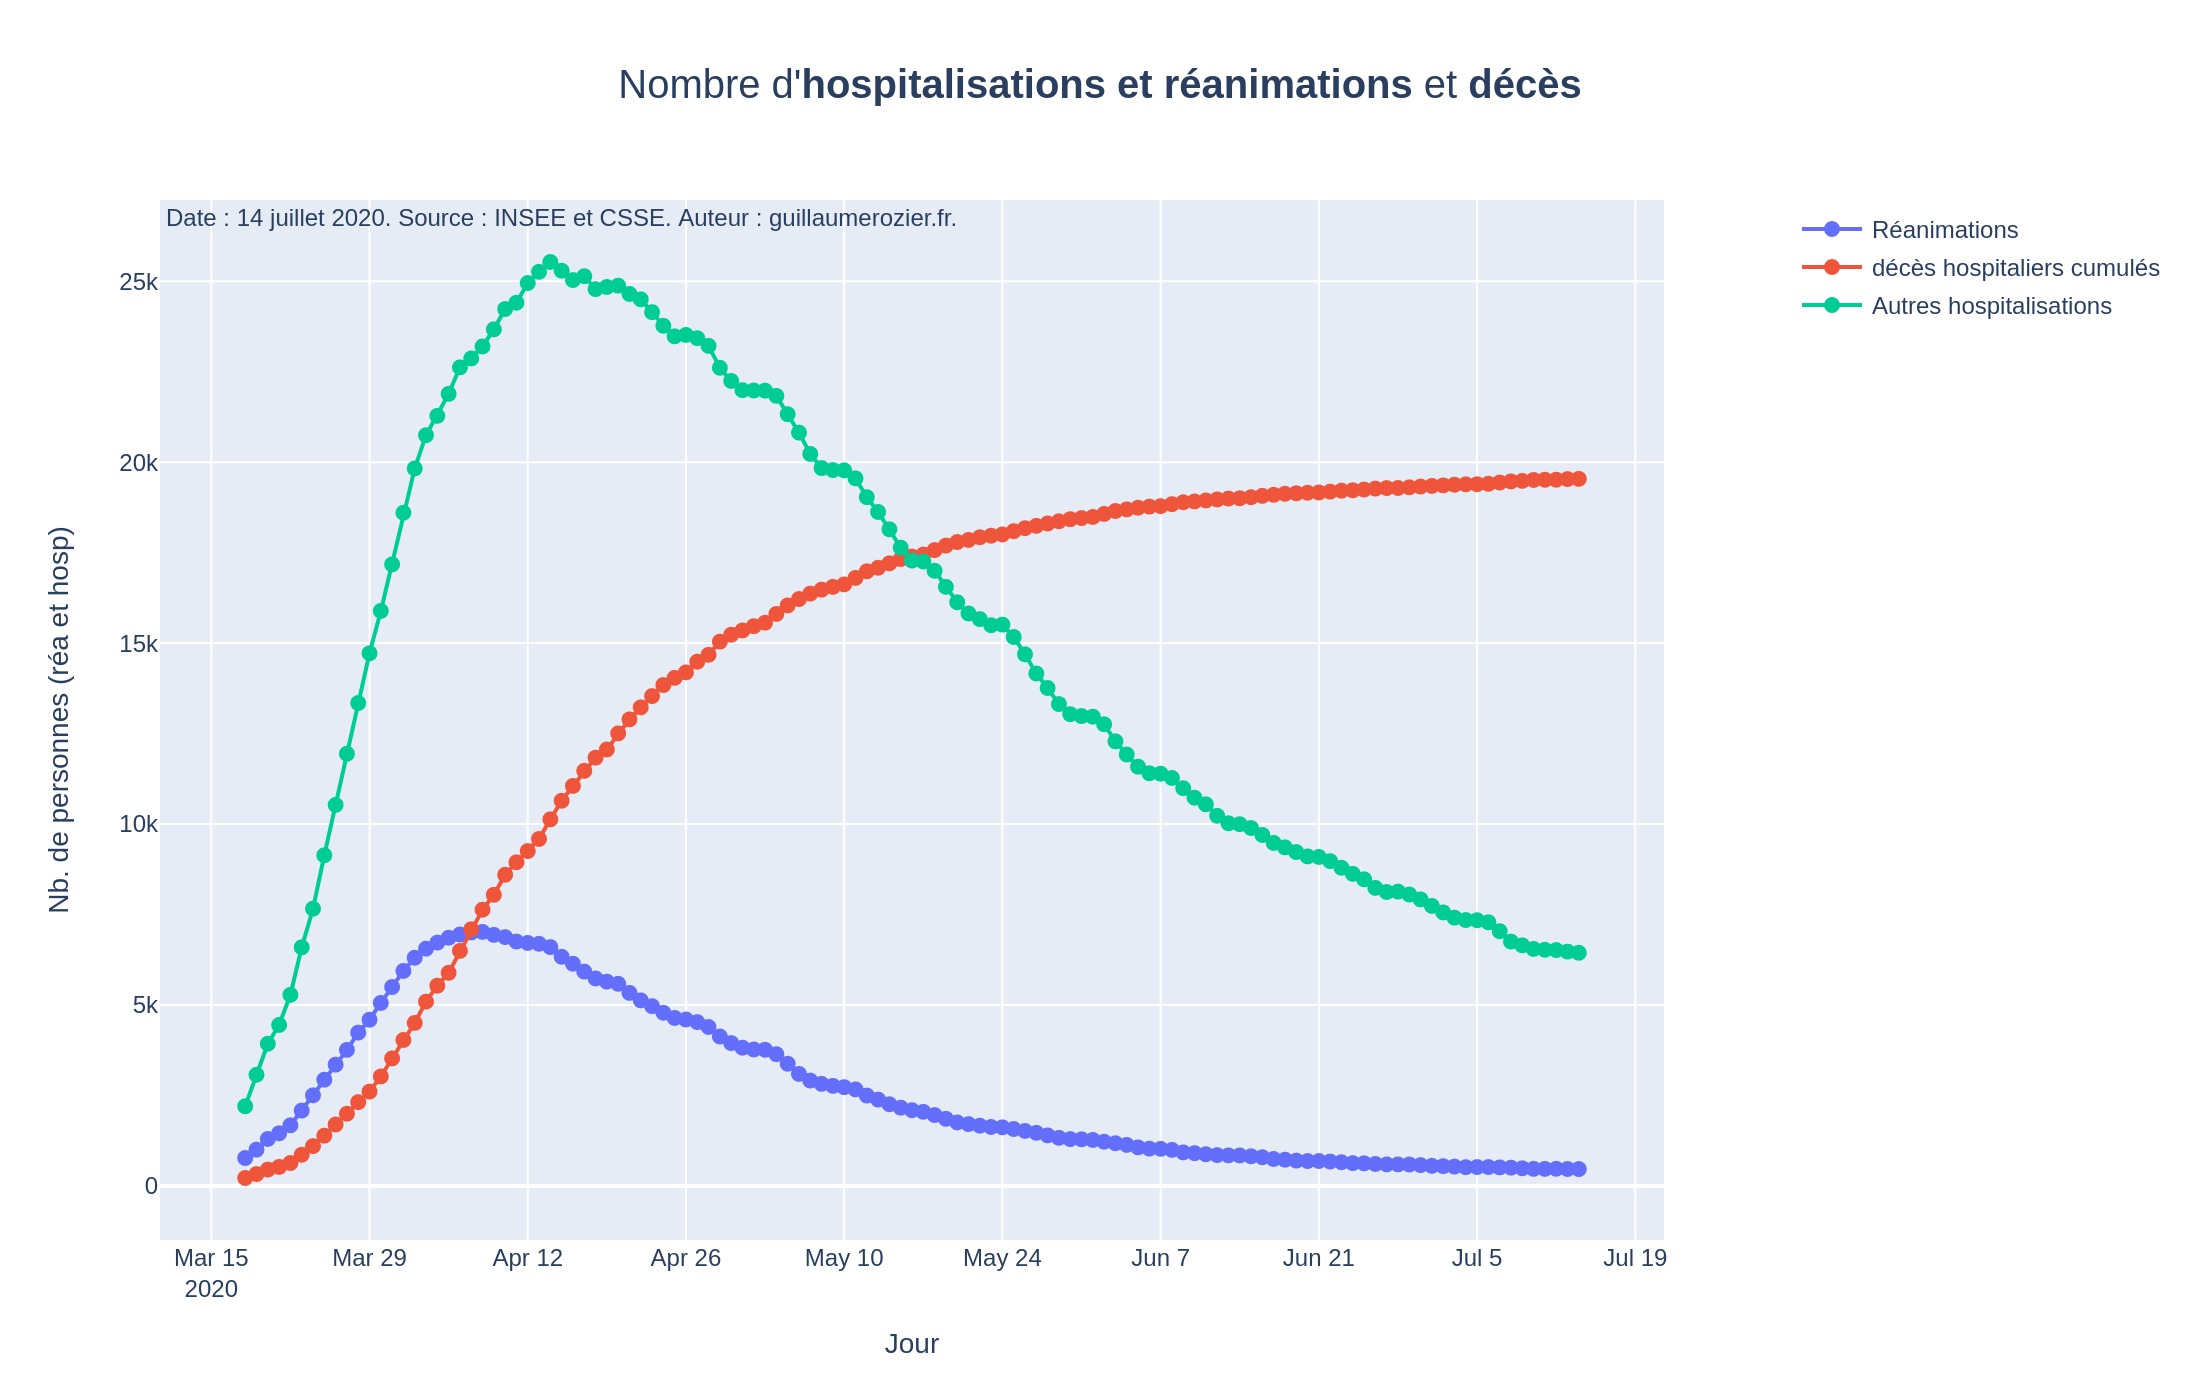 Nombre d'hospitalisations et réanimations et décès
Date : 14 juillet 2020. Source : INSEE et CSSE. Auteur : guillaumerozier.fr.
Réanimations
décès hospitaliers cumulés
Autres hospitalisations
Nb. de personnes (réa et hosp)
25k
20k
15k
10k
5k
0
Mar 15
2020
Mar 29
Apr 12
Apr 26
May 10
May 24
Jun 7
Jun 21
Jul 5
Jul 19
Jour